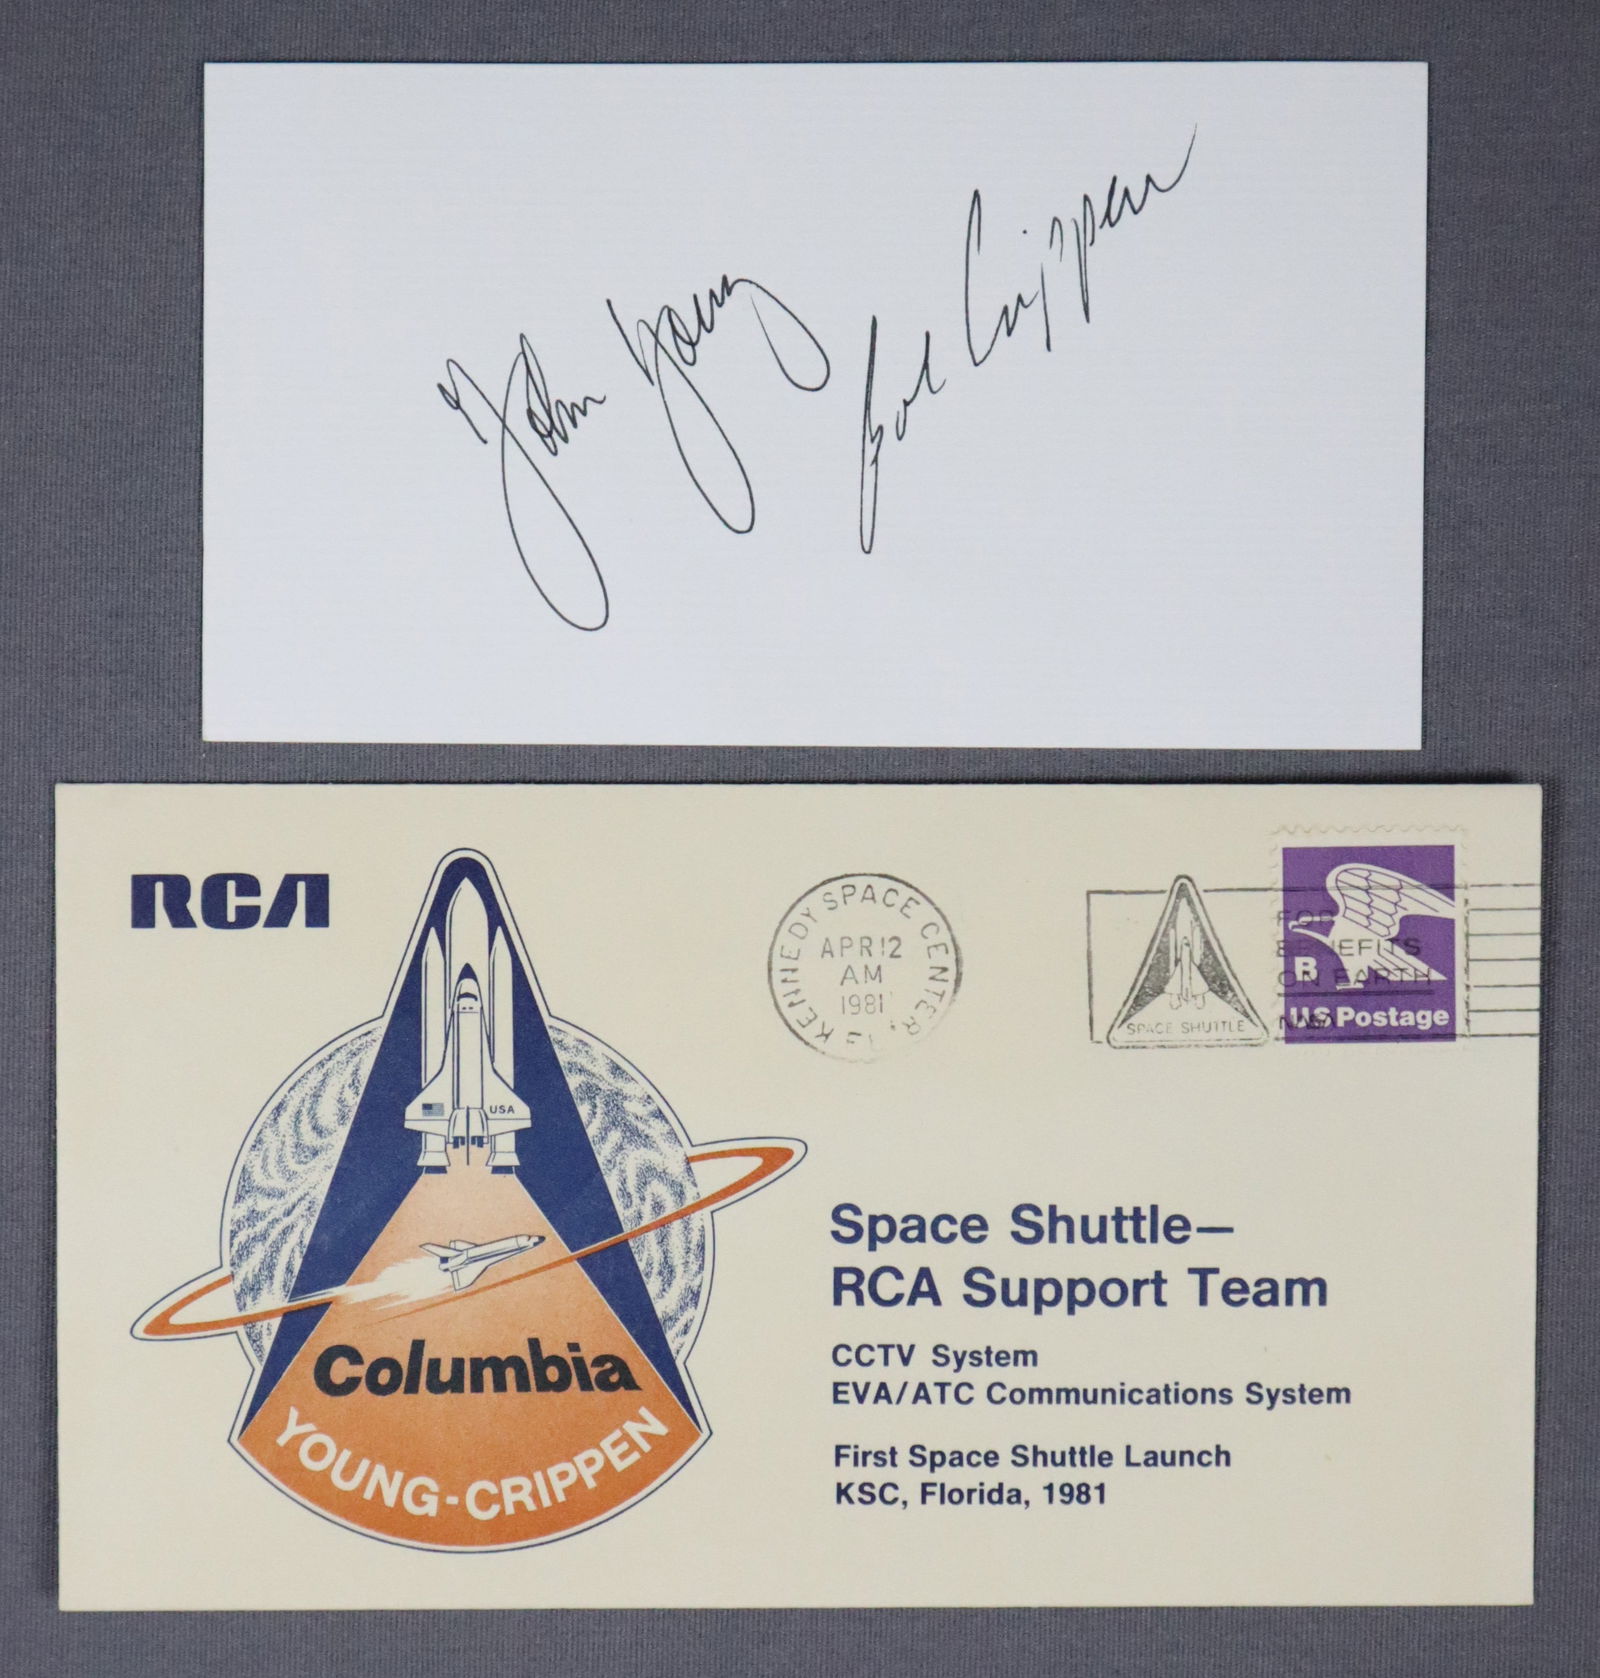 John Young
Bob Crippen
RCA
KENNEDY SPACE CENTER
APR 12
AM
1981
SPACE SHUTTLE
FOR
BENEFITS
ON EARTH
NASA
B
US Postage
USA
Columbia
YOUNG-CRIPPEN
Space Shuttle—
RCA Support Team
CCTV System
EVA/ATC Communications System
First Space Shuttle Launch
KSC, Florida, 1981